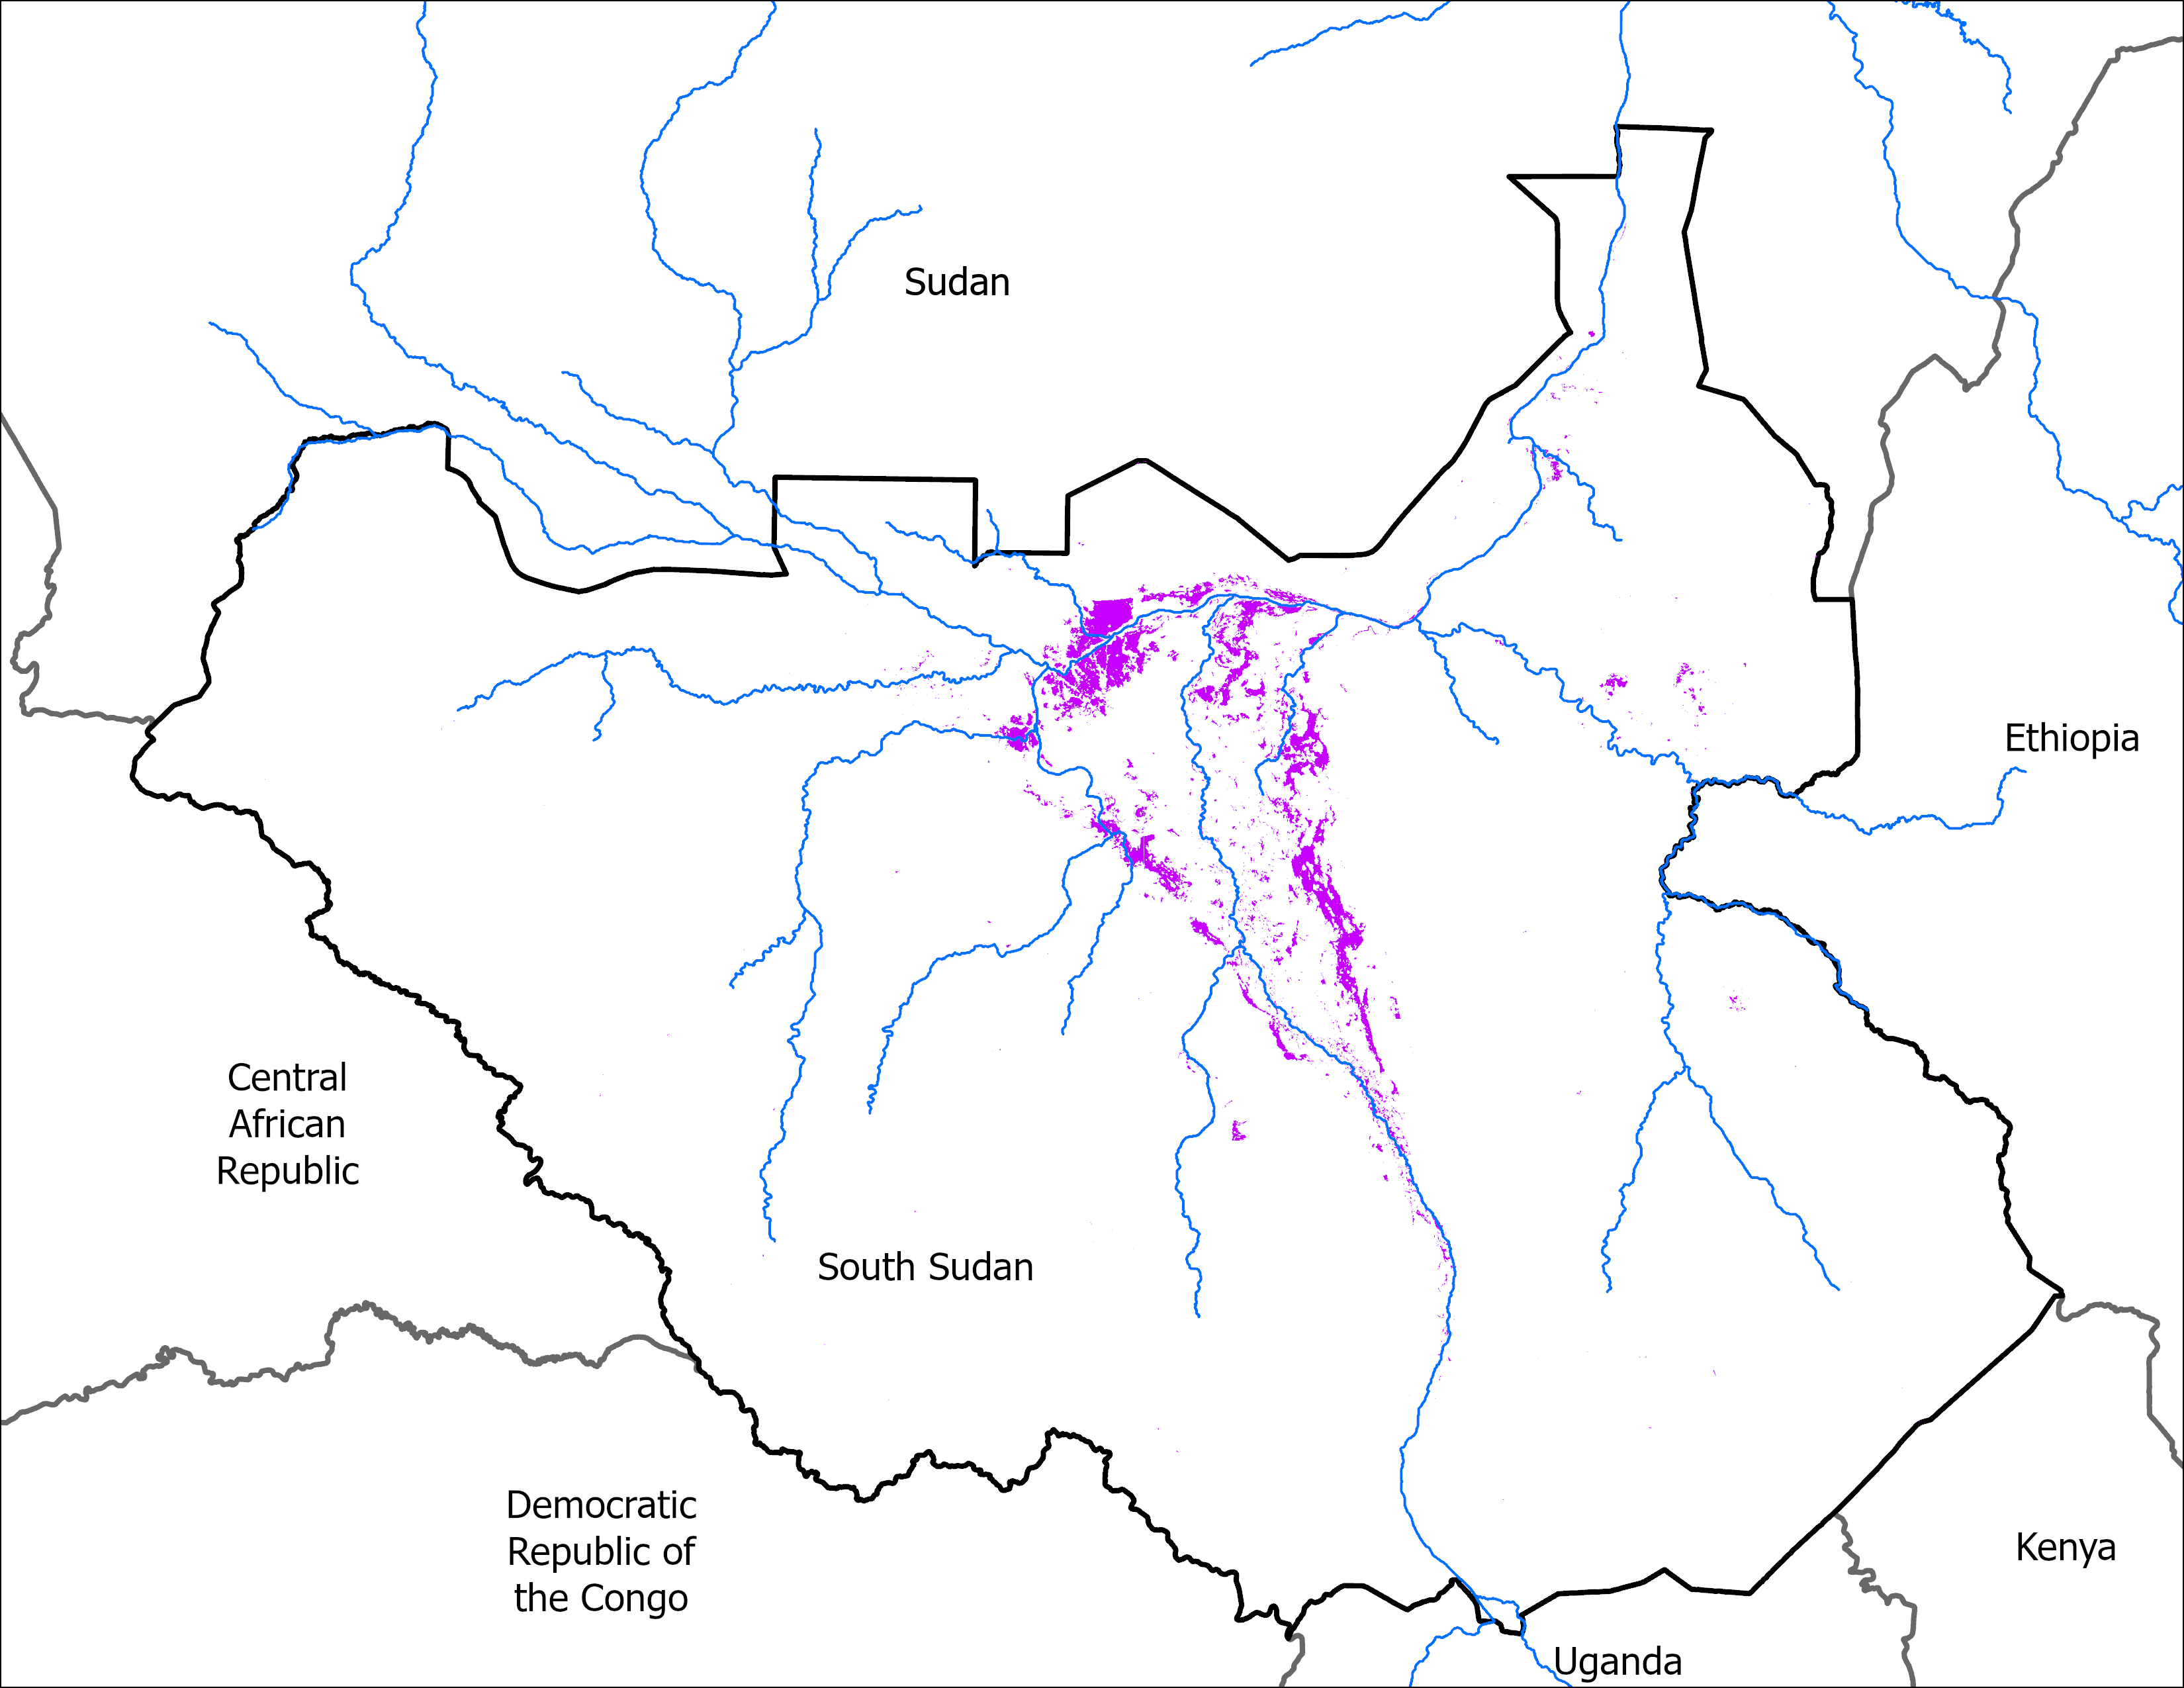 Sudan
Ethiopia
Central
African
Republic
South Sudan
Democratic
Republic of
the Congo
Kenya
Uganda